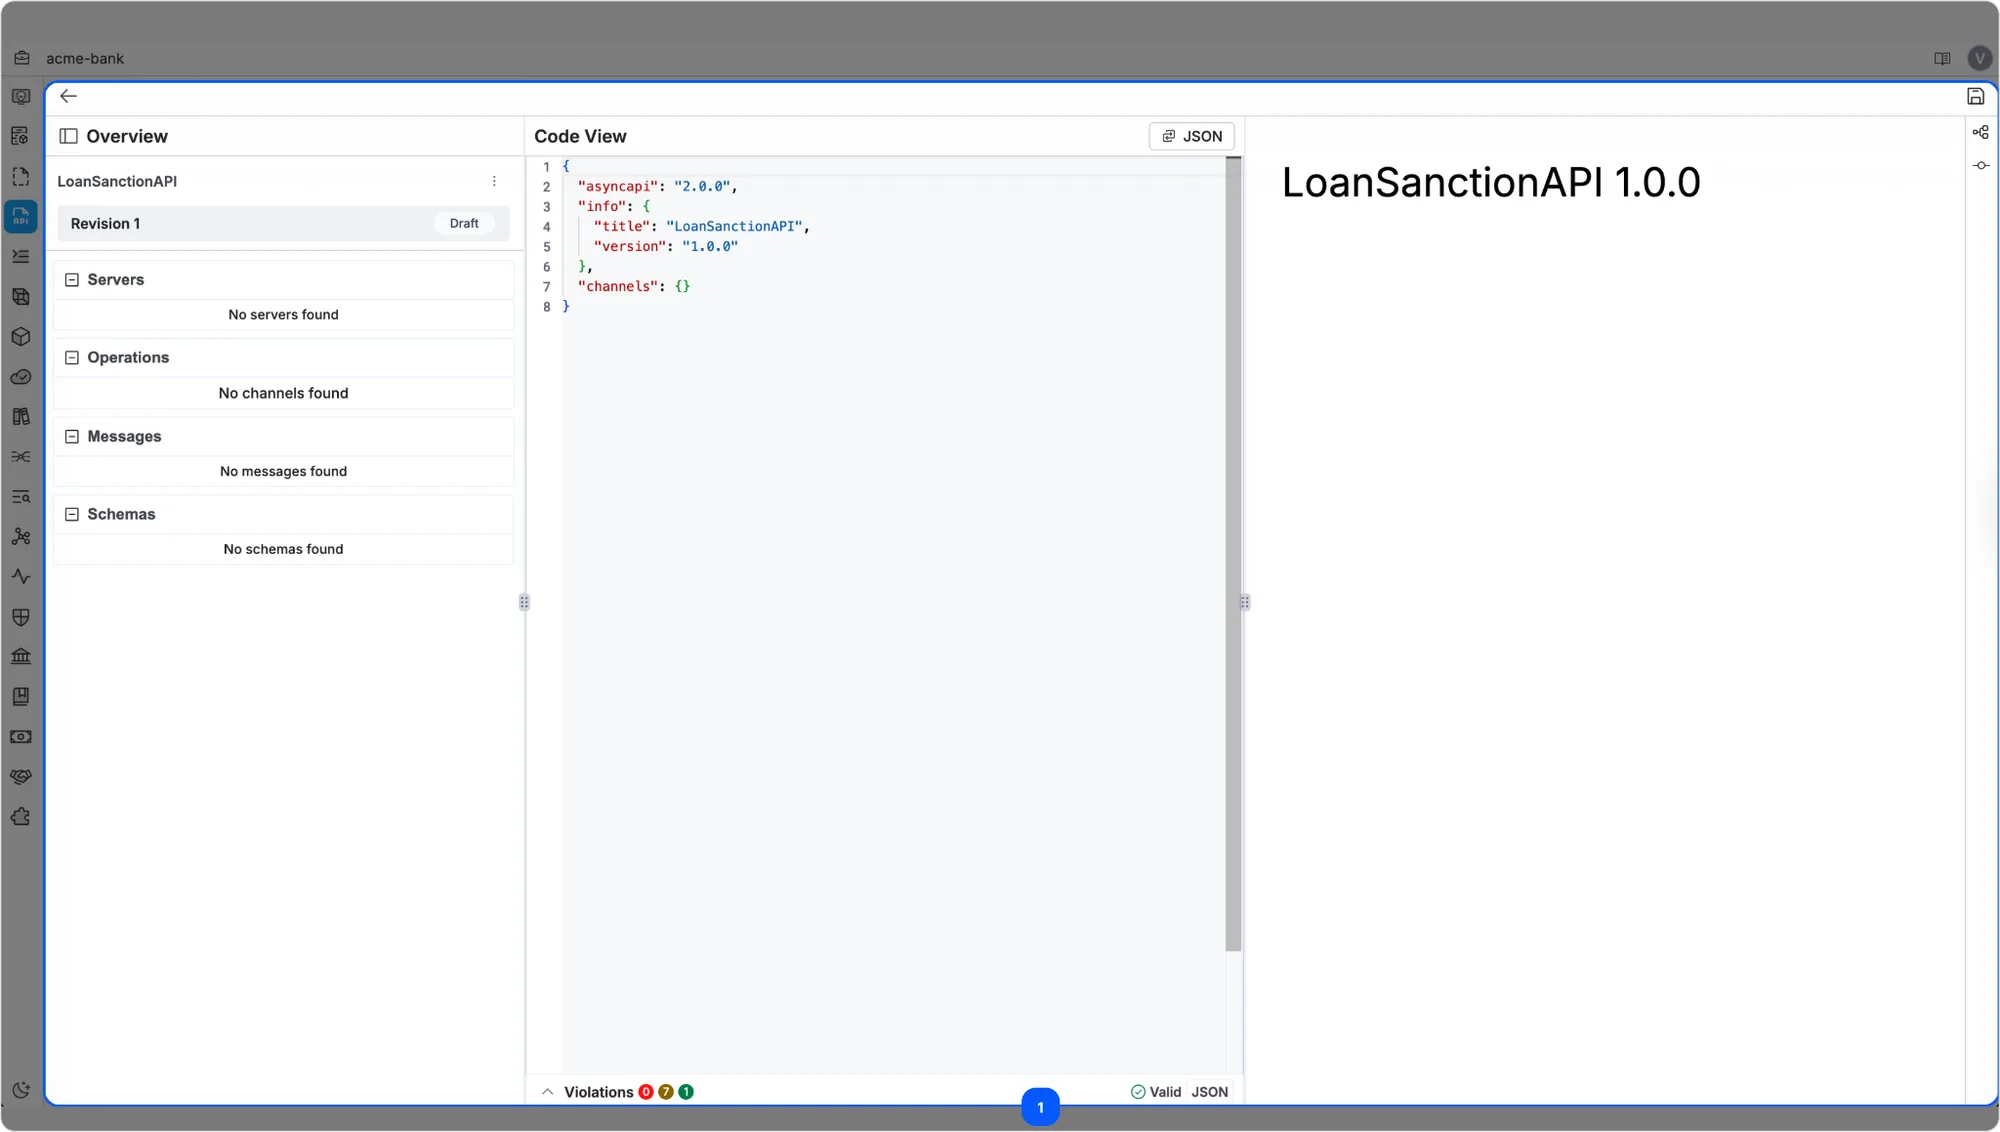 acme-bank
V
Overview
Code View
JSON
LoanSanctionAPI
Revision 1
Draft
API
Servers
No servers found
Operations
No channels found
Messages
No messages found
Schemas
No schemas found
1 {
2 "asyncapi": "2.0.0",
3 "info": {
4 "title": "LoanSanctionAPI",
5 "version": "1.0.0"
6 },
7 "channels": {}
8 }
LoanSanctionAPI 1.0.0
Violations 0 7 1
Valid JSON
1